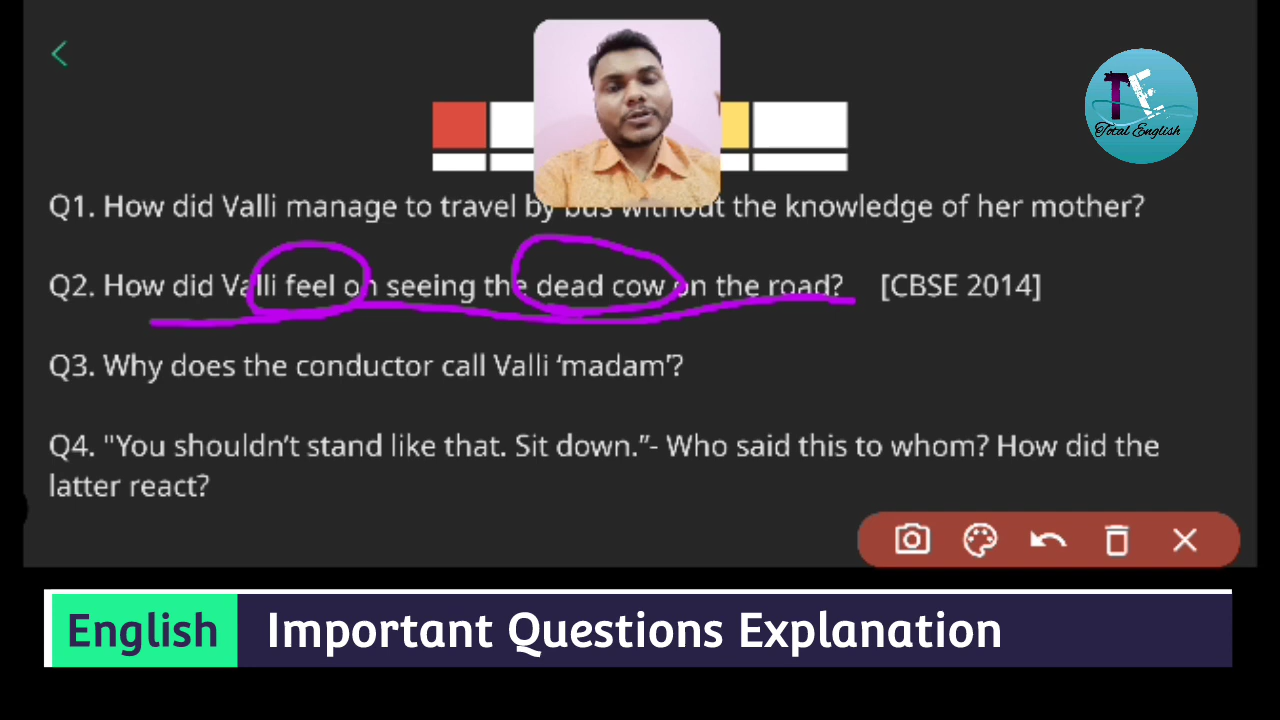 TE
Total English
Q1. How did Valli manage to travel by bus without the knowledge of her mother?
Q2. How did Valli feel on seeing the dead cow on the road? [CBSE 2014]
Q3. Why does the conductor call Valli ‘madam’?
Q4. "You shouldn’t stand like that. Sit down.”- Who said this to whom? How did the
latter react?
English Important Questions Explanation